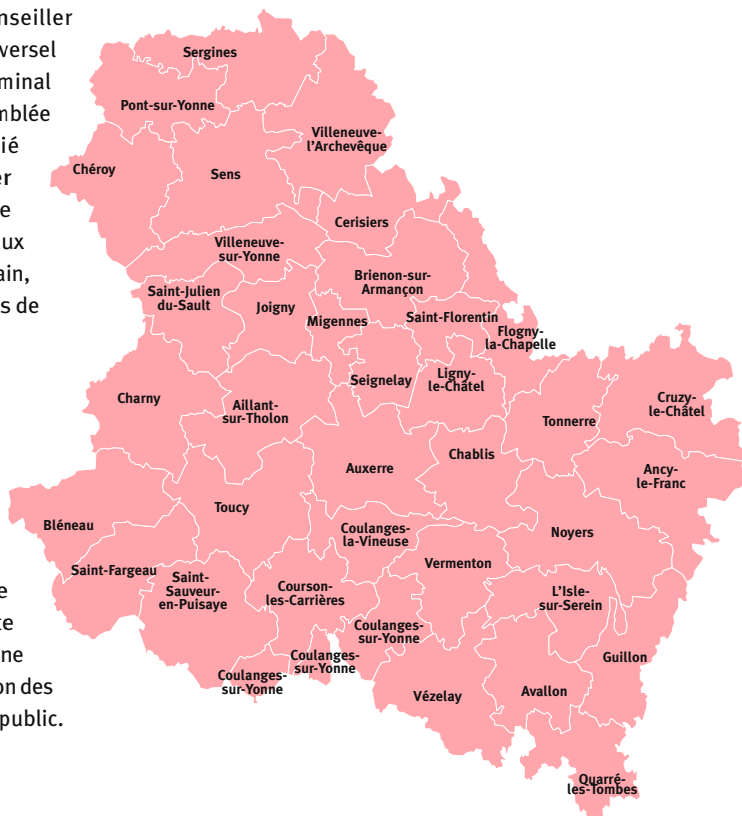 nseiller
versel
minal
mblée
ié
er
e
ux
ain,
s de
e
te
ne
on des
public.
Sergines
Pont-sur-Yonne
Villeneuve-
l'Archevêque
Chéroy
Sens
Cerisiers
Villeneuve-
sur-Yonne
Brienon-sur-
Armançon
Saint-Julien
du-Sault
Joigny
Migennes
Saint-Florentin
Flogny-
la-Chapelle
Seignelay
Ligny-
le-Châtel
Charny
Aillant-
sur-Tholon
Tonnerre
Cruzy-
le-Châtel
Auxerre
Chablis
Ancy-
le-Franc
Toucy
Bléneau
Coulanges-
la-Vineuse
Noyers
Vermenton
Saint-Fargeau
Saint-
Sauveur-
en-Puisaye
Courson-
les-Carrières
L'Isle-
sur-Serein
Coulanges-
sur-Yonne
Coulanges-
sur-Yonne
Coulanges-
sur-Yonne
Guillon
Vézelay
Avallon
Quarré-
les-Tombes